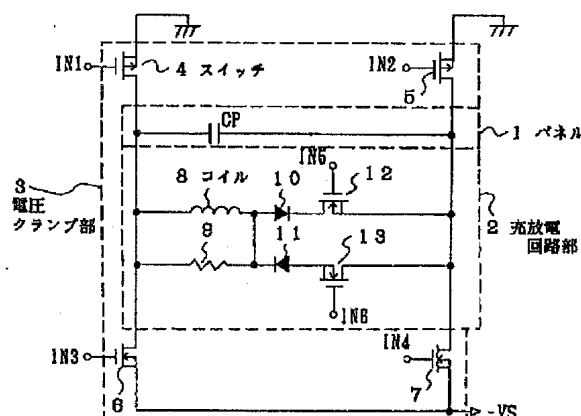 IN1
4 スイッチ
IN2
5
CP
1 パネル
IN5
3
電圧
クランプ部
8 コイル
10
12
2 充放電
回路部
9
11
13
IN6
IN3
6
IN4
7
-VS